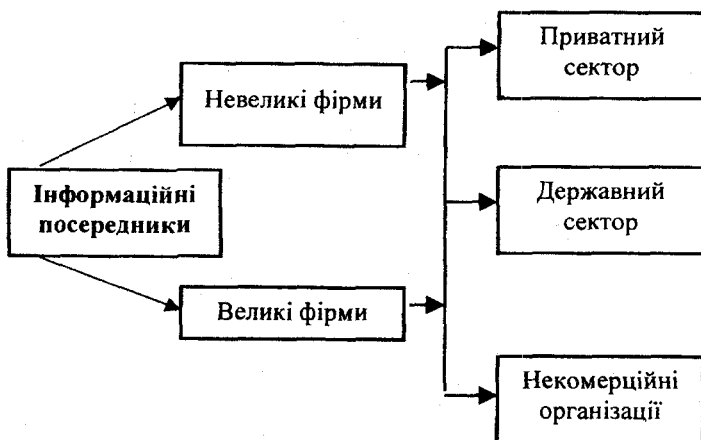 Інформаційні
посередники
Невеликі фірми
Великі фірми
Приватний
сектор
Державний
сектор
Некомерційні
організації